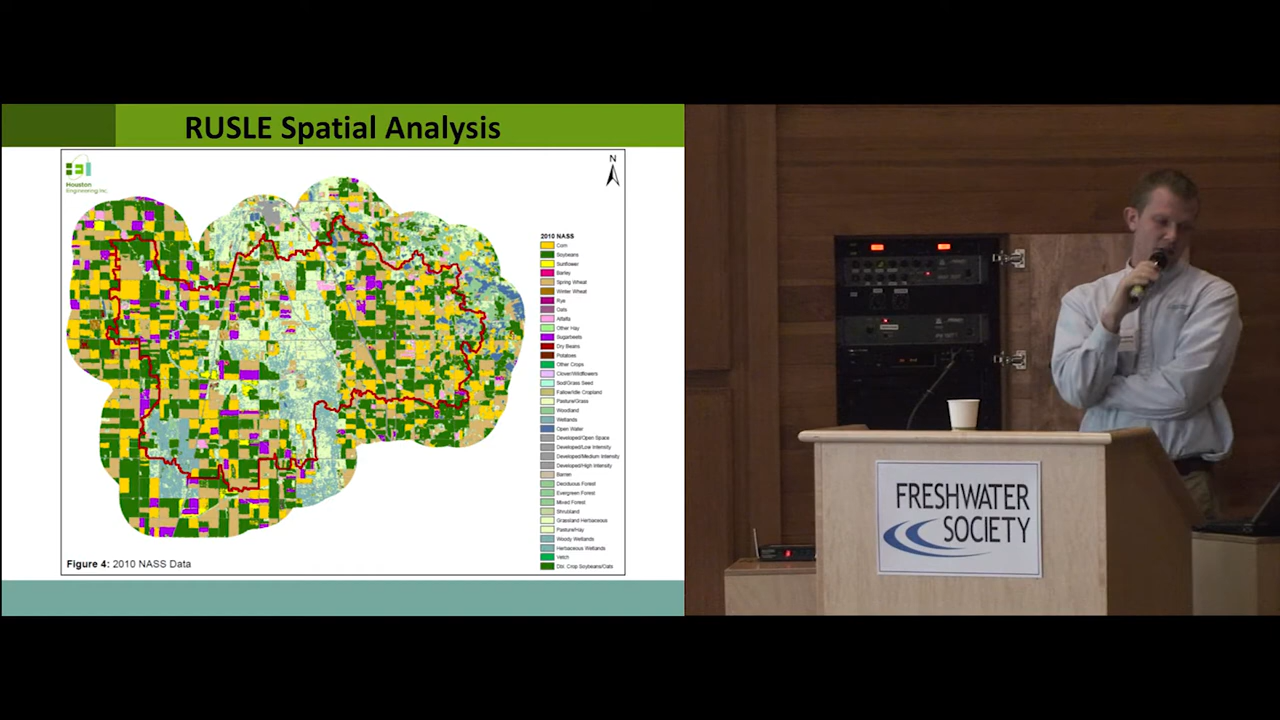 RUSLE Spatial Analysis
Houston
Engineering Inc.
N
2010 NASS
Corn
Soybeans
Sunflower
Barley
Spring Wheat
Winter Wheat
Rye
Oats
Alfalfa
Other Hay
Sugarbeets
Dry Beans
Potatoes
Other Crops
Clover/Wildflowers
Sod/Grass Seed
Fallow/Idle Cropland
Pasture/Grass
Woodland
Wetlands
Open Water
Developed/Open Space
Developed/Low Intensity
Developed/Medium Intensity
Developed/High Intensity
Barren
Deciduous Forest
Evergreen Forest
Mixed Forest
Shrubland
Grassland Herbaceous
Pasture/Hay
Woody Wetlands
Herbaceous Wetlands
Vetch
Dbl. Crop Soybeans/Oats
Figure 4: 2010 NASS Data
FRESHWATER
SOCIETY